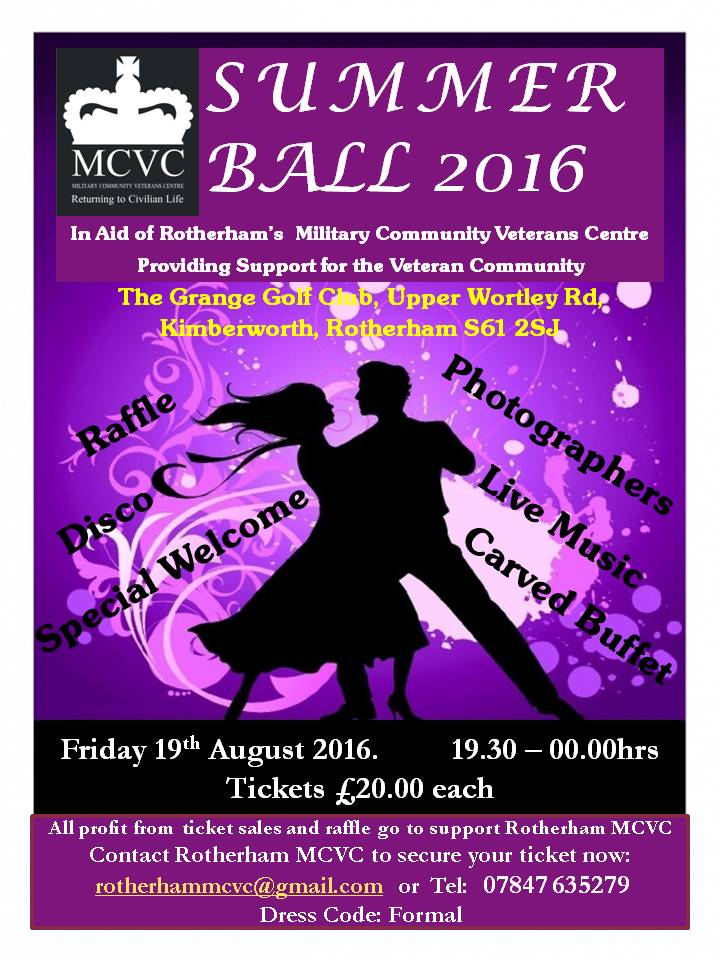 MCVC
MILITARY COMMUNITY VETERANS CENTRE
Returning to Civilian Life
SUMMER
BALL 2016
In Aid of Rotherham's Military Community Veterans Centre
Providing Support for the Veteran Community
The Grange Golf Club, Upper Wortley Rd,
Kimberworth, Rotherham S61 2SJ
Raffle
Disco
Special Welcome
Photographers
Live Music
Carved Buffet
Friday 19th August 2016. 19.30 – 00.00hrs
Tickets £20.00 each
All profit from ticket sales and raffle go to support Rotherham MCVC
Contact Rotherham MCVC to secure your ticket now:
rotherhammcvc@gmail.com or Tel: 07847 635279
Dress Code: Formal